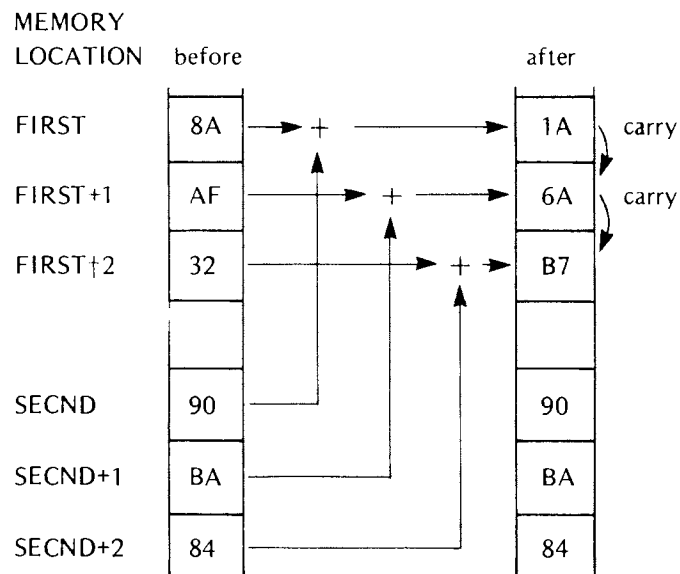 MEMORY
LOCATION before after
FIRST 8A + 1A carry
FIRST+1 AF + 6A carry
FIRST+2 32 + B7
SECND 90 90
SECND+1 BA BA
SECND+2 84 84